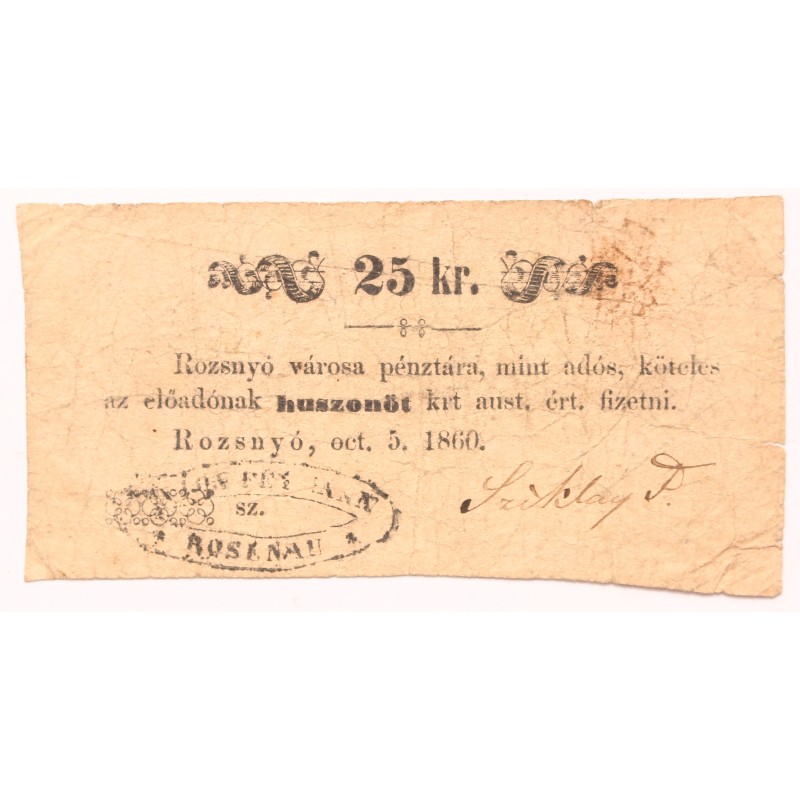 25 kr.
Rozsnyó városa pénztára, mint adós, köteles
az előadónak huszonöt krt aust. ért. fizetni.
Rozsnyó, oct. 5. 1860.
sz.
ROSENAU
Sziklay F.